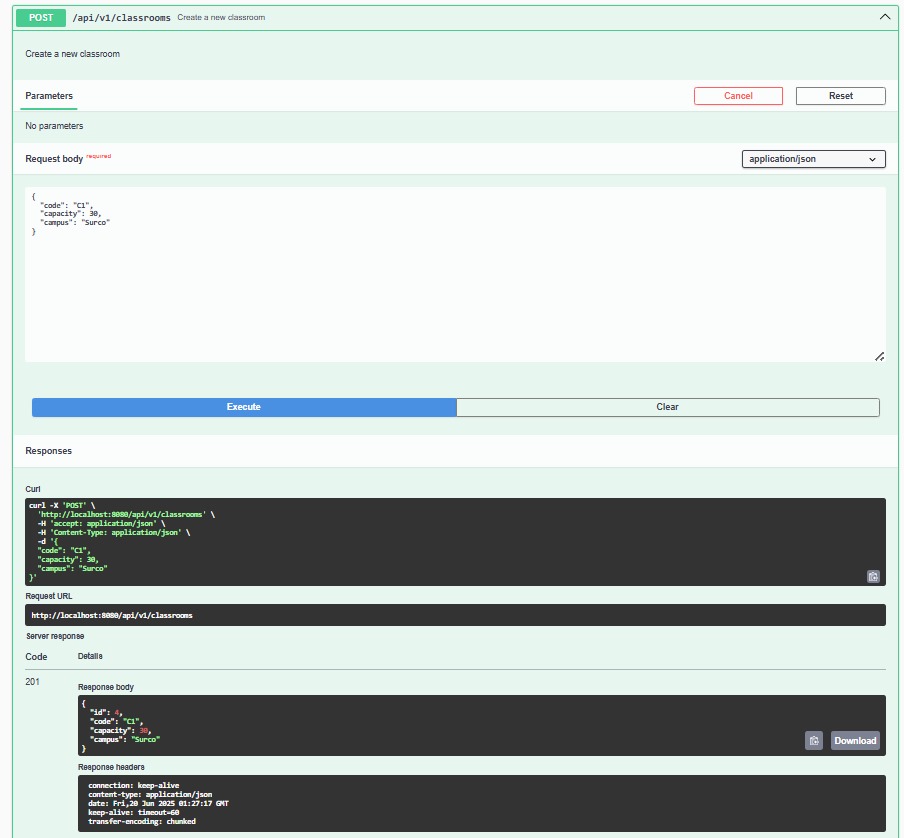 POST /api/v1/classrooms Create a new classroom
Create a new classroom
Parameters Cancel Reset
No parameters
Request body required application/json
{
  "code": "C1",
  "capacity": 30,
  "campus": "Surco"
}
Execute Clear
Responses
Curl
curl -X 'POST' \
  'http://localhost:8080/api/v1/classrooms' \
  -H 'accept: application/json' \
  -H 'Content-Type: application/json' \
  -d '{
  "code": "C1",
  "capacity": 30,
  "campus": "Surco"
}'
Request URL
http://localhost:8080/api/v1/classrooms
Server response
Code Details
201
Response body
{
  "id": 4,
  "code": "C1",
  "capacity": 30,
  "campus": "Surco"
}
Download
Response headers
connection: keep-alive
content-type: application/json
date: Fri,20 Jun 2025 01:27:17 GMT
keep-alive: timeout=60
transfer-encoding: chunked